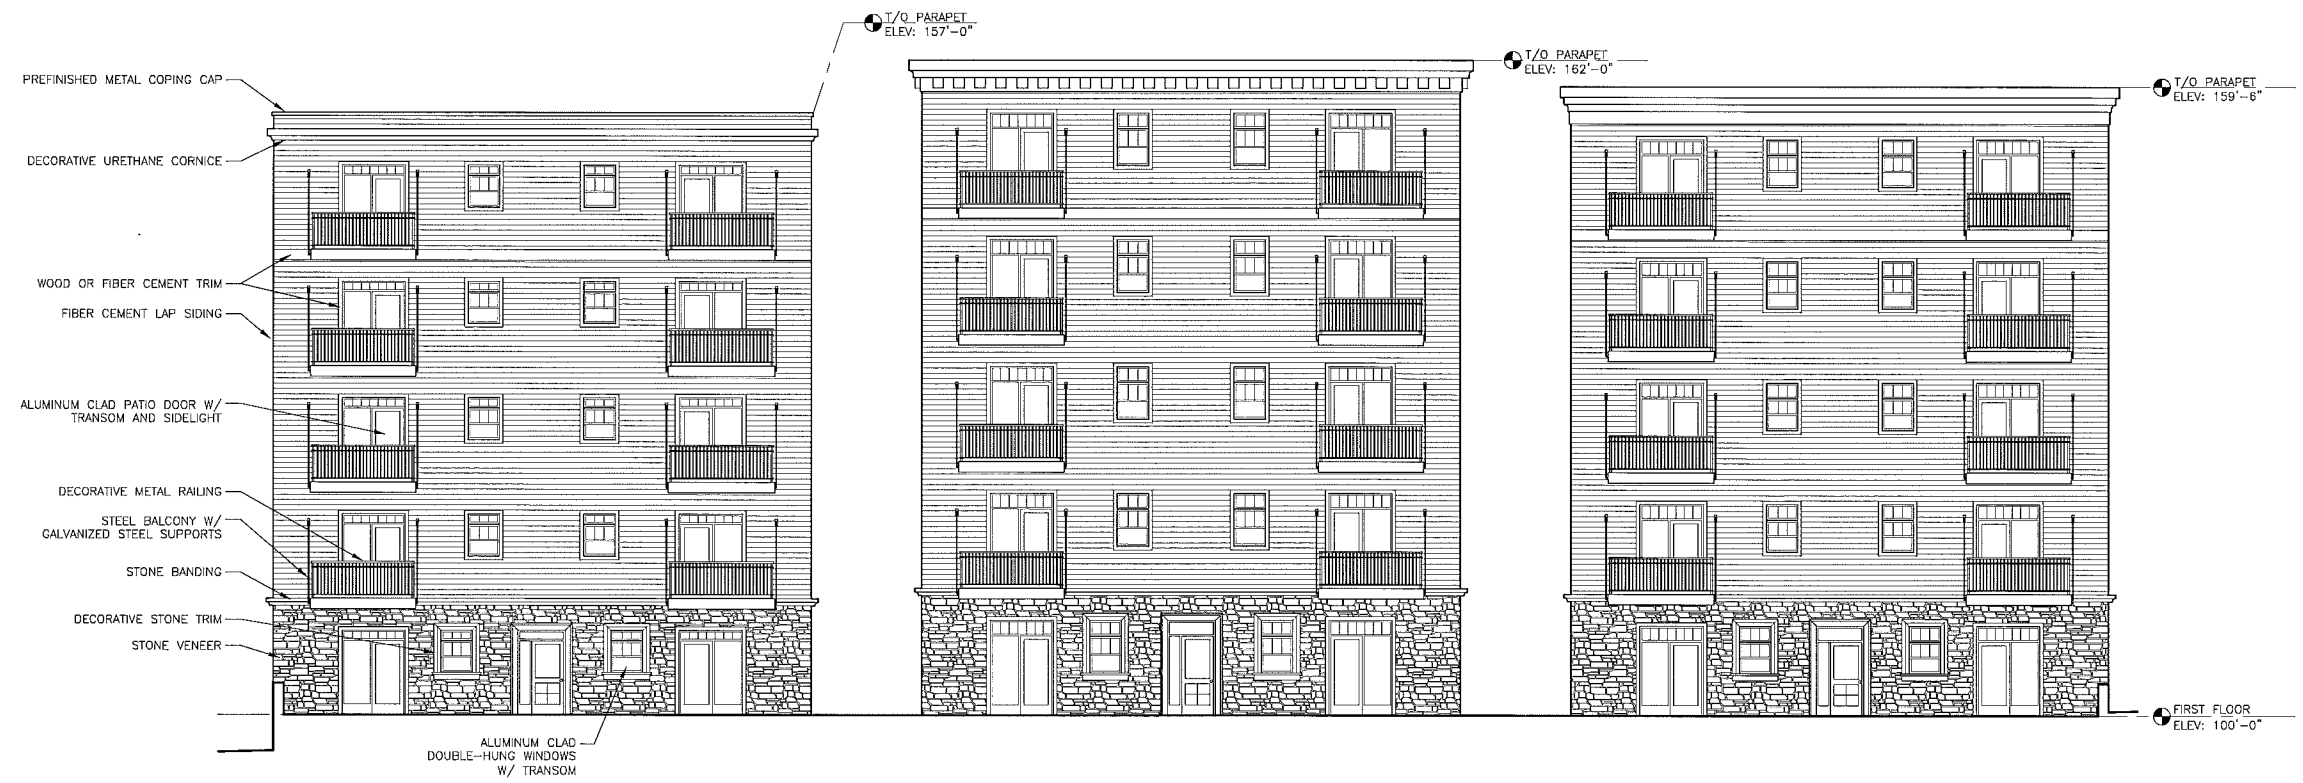 T/O PARAPET
ELEV: 157'-0"
T/O PARAPET
ELEV: 162'-0"
T/O PARAPET
ELEV: 159'-6"
PREFINISHED METAL COPING CAP
DECORATIVE URETHANE CORNICE
WOOD OR FIBER CEMENT TRIM
FIBER CEMENT LAP SIDING
ALUMINUM CLAD PATIO DOOR W/
TRANSOM AND SIDELIGHT
DECORATIVE METAL RAILING
STEEL BALCONY W/
GALVANIZED STEEL SUPPORTS
STONE BANDING
DECORATIVE STONE TRIM
STONE VENEER
ALUMINUM CLAD
DOUBLE-HUNG WINDOWS
W/ TRANSOM
FIRST FLOOR
ELEV: 100'-0"